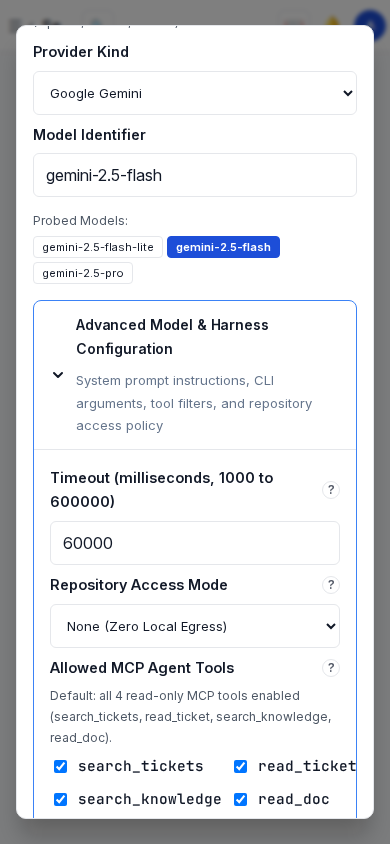 Provider Kind
Google Gemini
Model Identifier
gemini-2.5-flash
Probed Models:
gemini-2.5-flash-lite
gemini-2.5-flash
gemini-2.5-pro
Advanced Model & Harness
Configuration
System prompt instructions, CLI
arguments, tool filters, and repository
access policy
Timeout (milliseconds, 1000 to
600000)
?
60000
Repository Access Mode
?
None (Zero Local Egress)
Allowed MCP Agent Tools
?
Default: all 4 read-only MCP tools enabled
(search_tickets, read_ticket, search_knowledge,
read_doc).
search_tickets
read_ticket
search_knowledge
read_doc